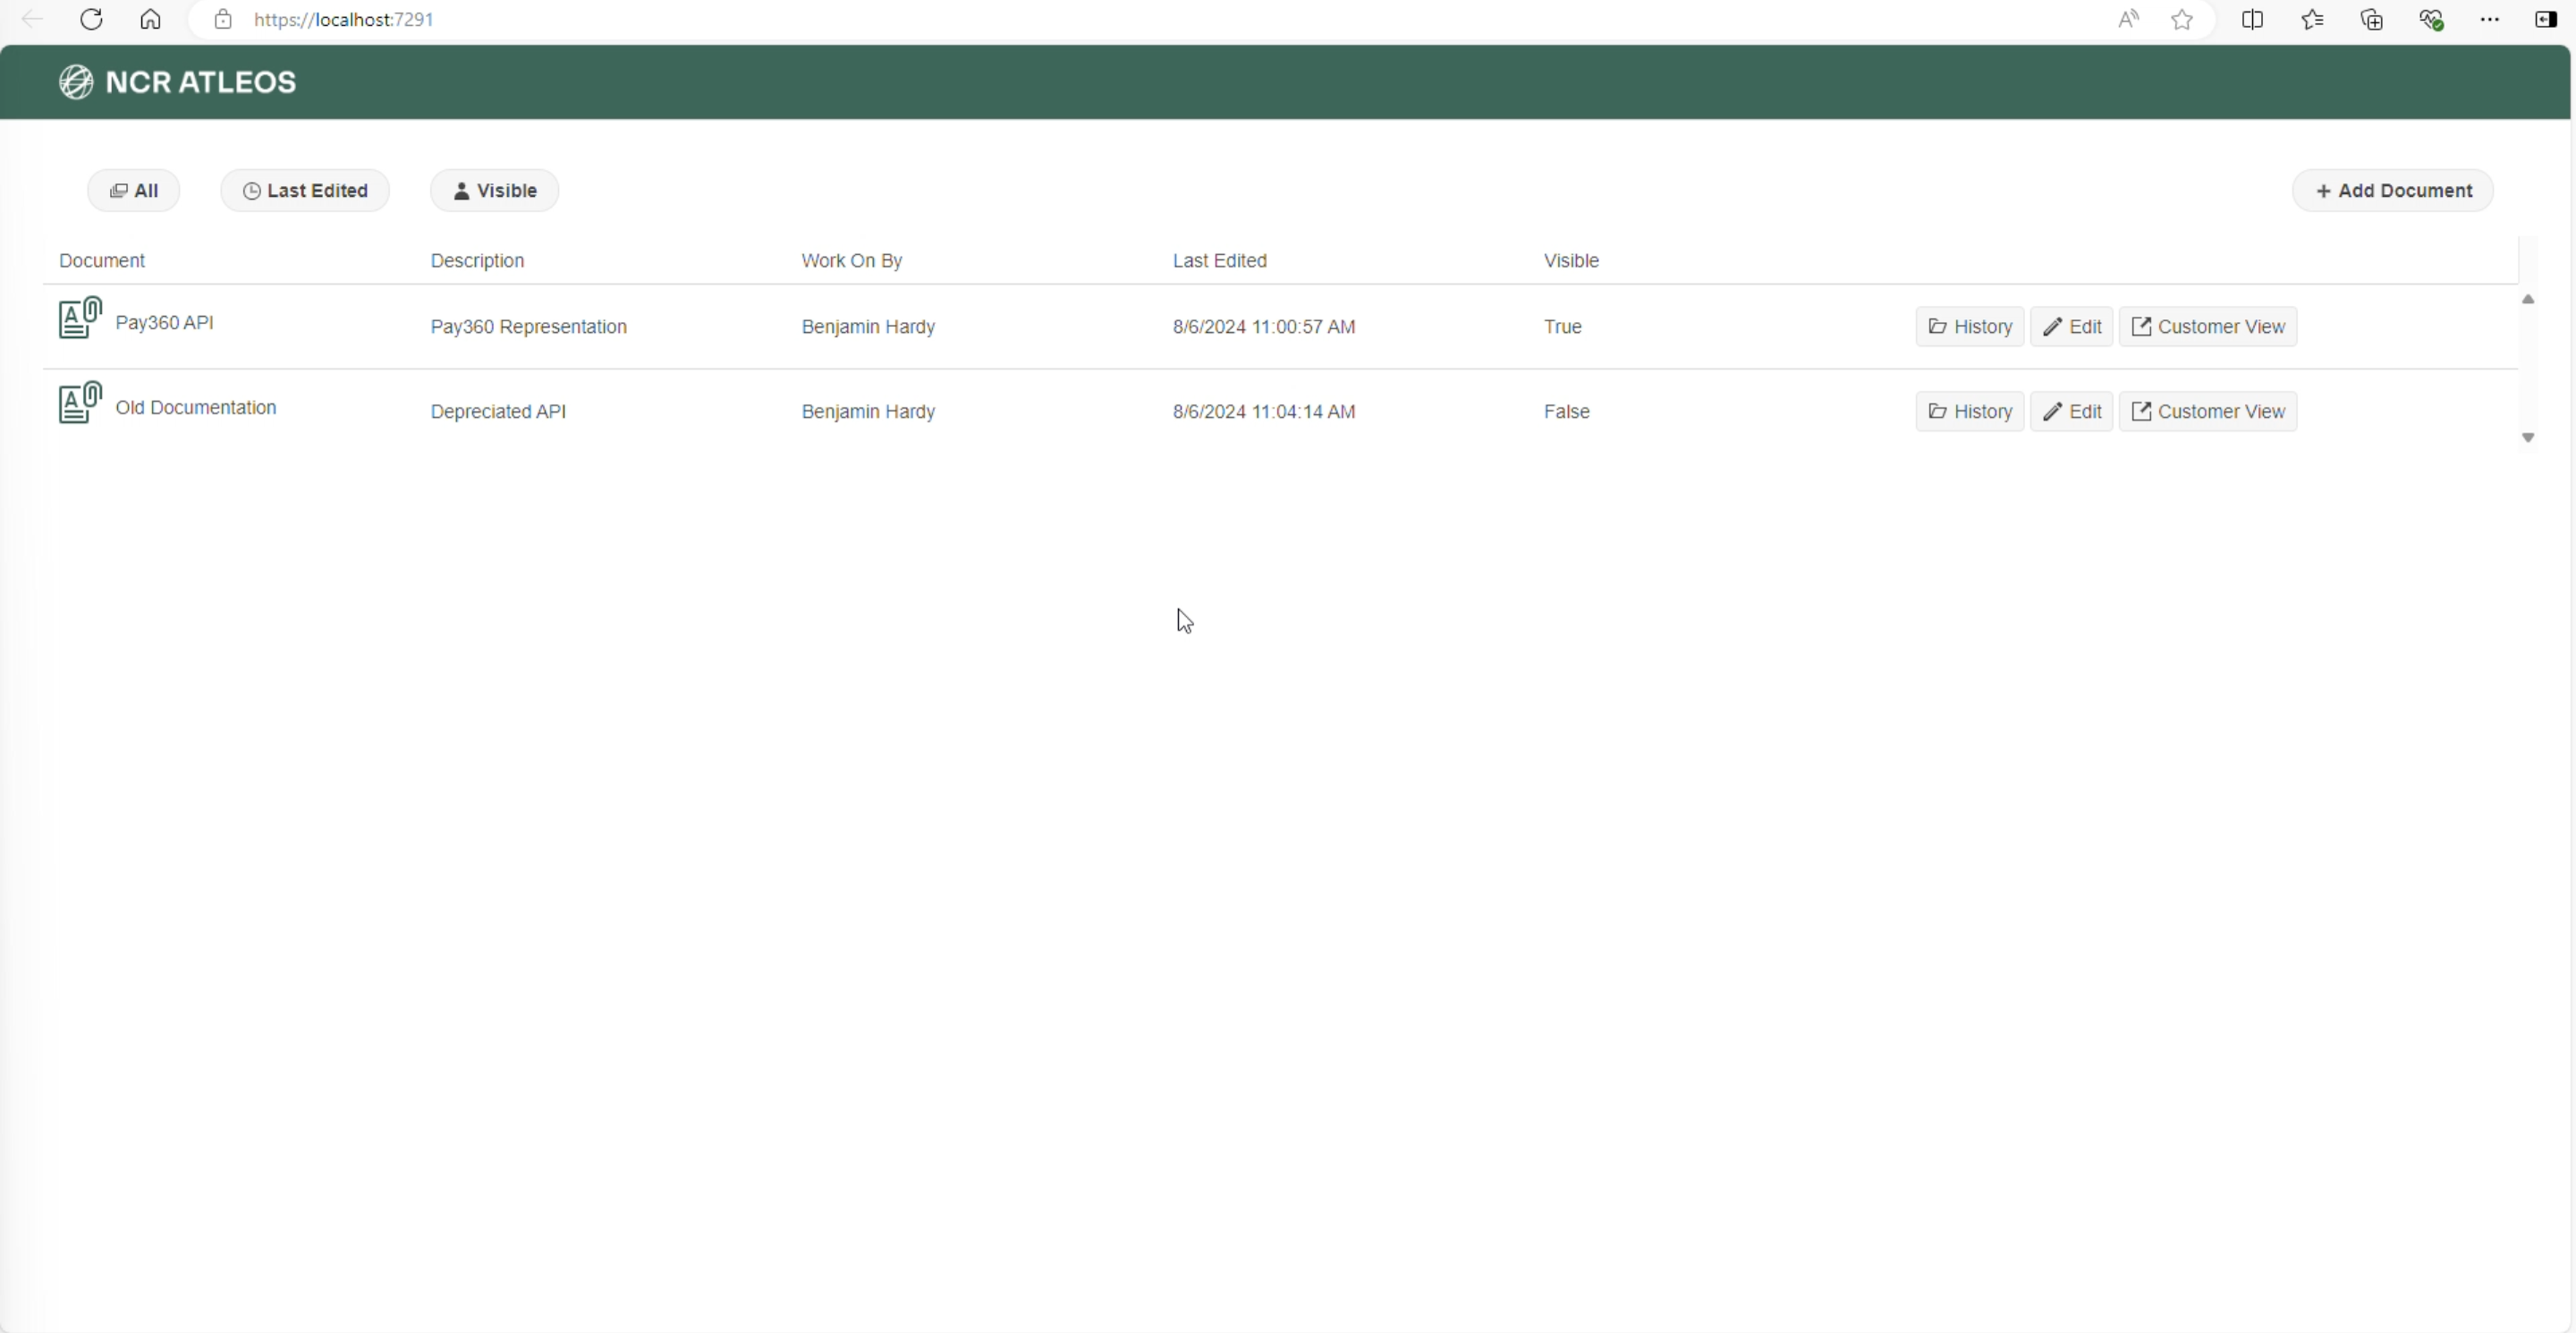 https://localhost:7291
NCR ATLEOS
All Last Edited Visible + Add Document
Document Description Work On By Last Edited Visible
Pay360 API Pay360 Representation Benjamin Hardy 8/6/2024 11:00:57 AM True History Edit Customer View
Old Documentation Depreciated API Benjamin Hardy 8/6/2024 11:04:14 AM False History Edit Customer View